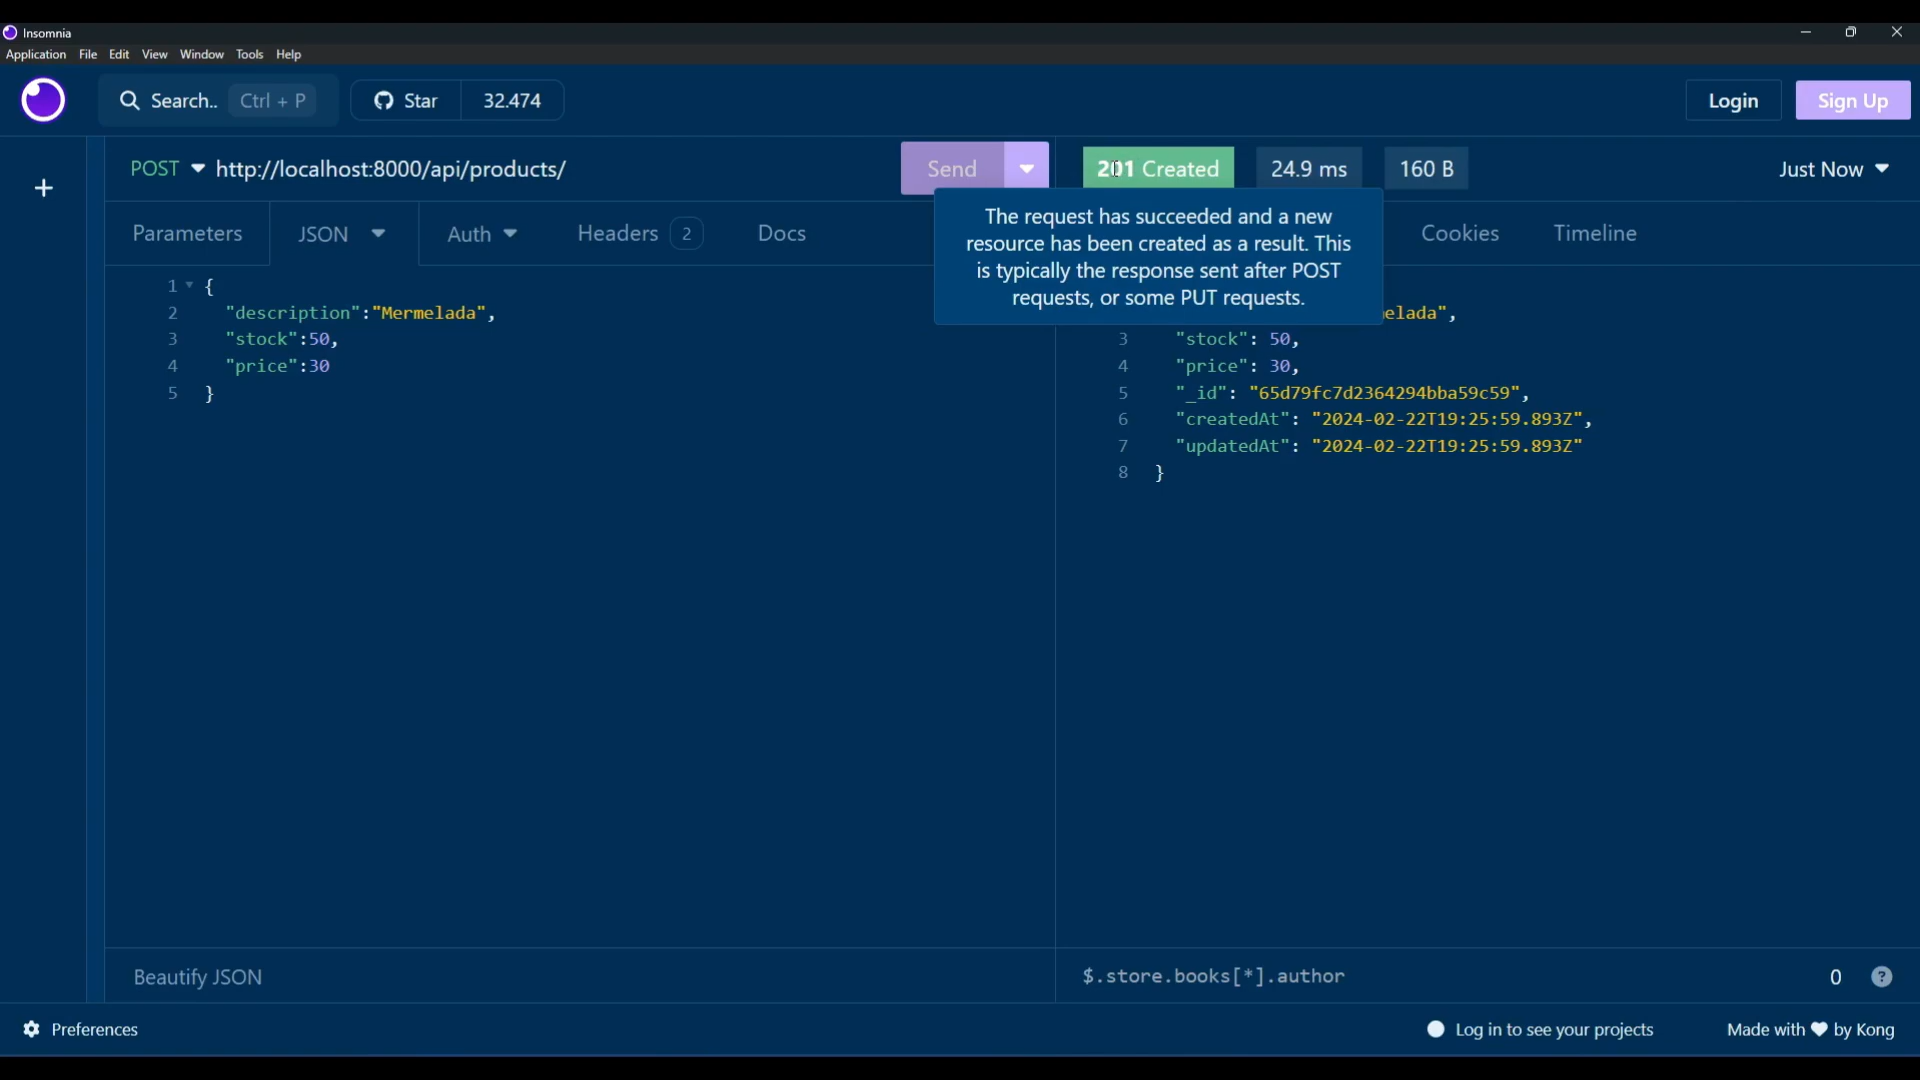 Insomnia
Application File Edit View Window Tools Help
Search.. Ctrl + P Star 32.474 Login Sign Up
POST http://localhost:8000/api/products/ Send 201 Created 24.9 ms 160 B Just Now
Parameters JSON Auth Headers 2 Docs Cookies Timeline
The request has succeeded and a new
resource has been created as a result. This
is typically the response sent after POST
requests, or some PUT requests.
1 {
2 "description":"Mermelada",
3 "stock":50,
4 "price":30
5 }
elada",
3 "stock": 50,
4 "price": 30,
5 "_id": "65d79fc7d2364294bba59c59",
6 "createdAt": "2024-02-22T19:25:59.893Z",
7 "updatedAt": "2024-02-22T19:25:59.893Z"
8 }
Beautify JSON $.store.books[*].author 0 ?
Preferences Log in to see your projects Made with ❤ by Kong